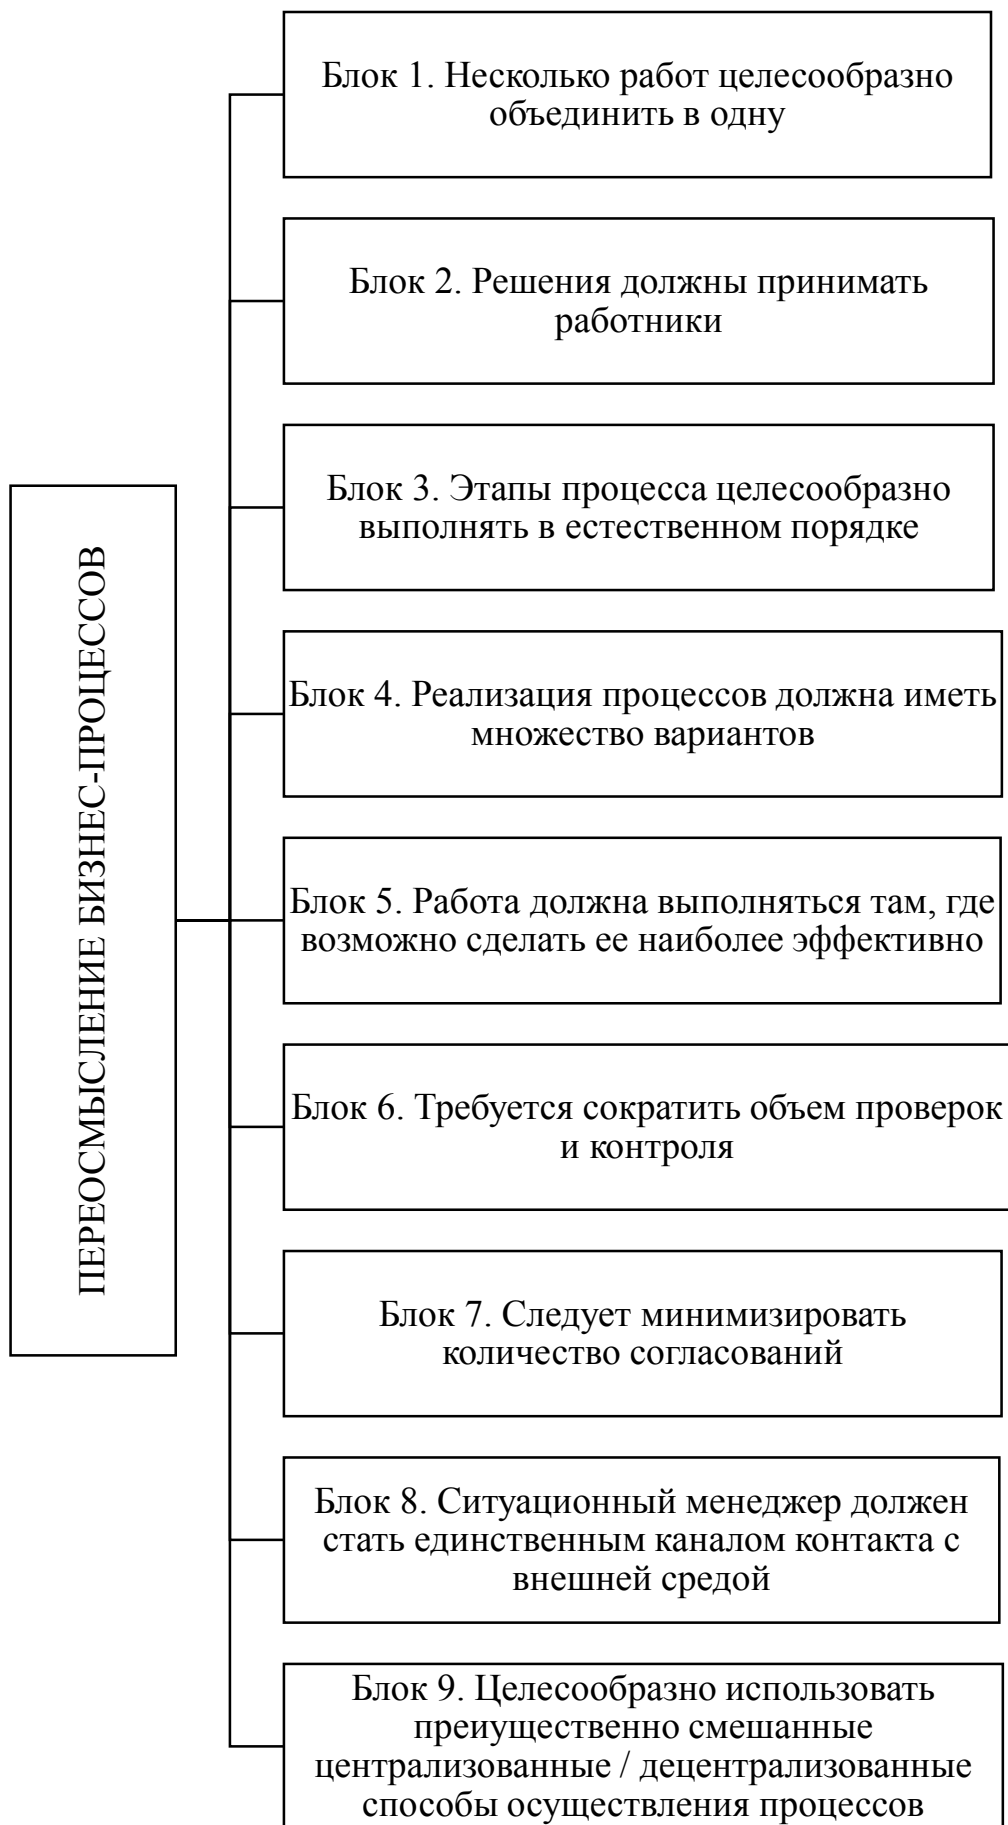 ПЕРЕОСМЫСЛЕНИЕ БИЗНЕС-ПРОЦЕССОВ
Блок 1. Несколько работ целесообразно
объединить в одну
Блок 2. Решения должны принимать
работники
Блок 3. Этапы процесса целесообразно
выполнять в естественном порядке
Блок 4. Реализация процессов должна иметь
множество вариантов
Блок 5. Работа должна выполняться там, где
возможно сделать ее наиболее эффективно
Блок 6. Требуется сократить объем проверок
и контроля
Блок 7. Следует минимизировать
количество согласований
Блок 8. Ситуационный менеджер должен
стать единственным каналом контакта с
внешней средой
Блок 9. Целесообразно использовать
преиущественно смешанные
централизованные / децентрализованные
способы осуществления процессов